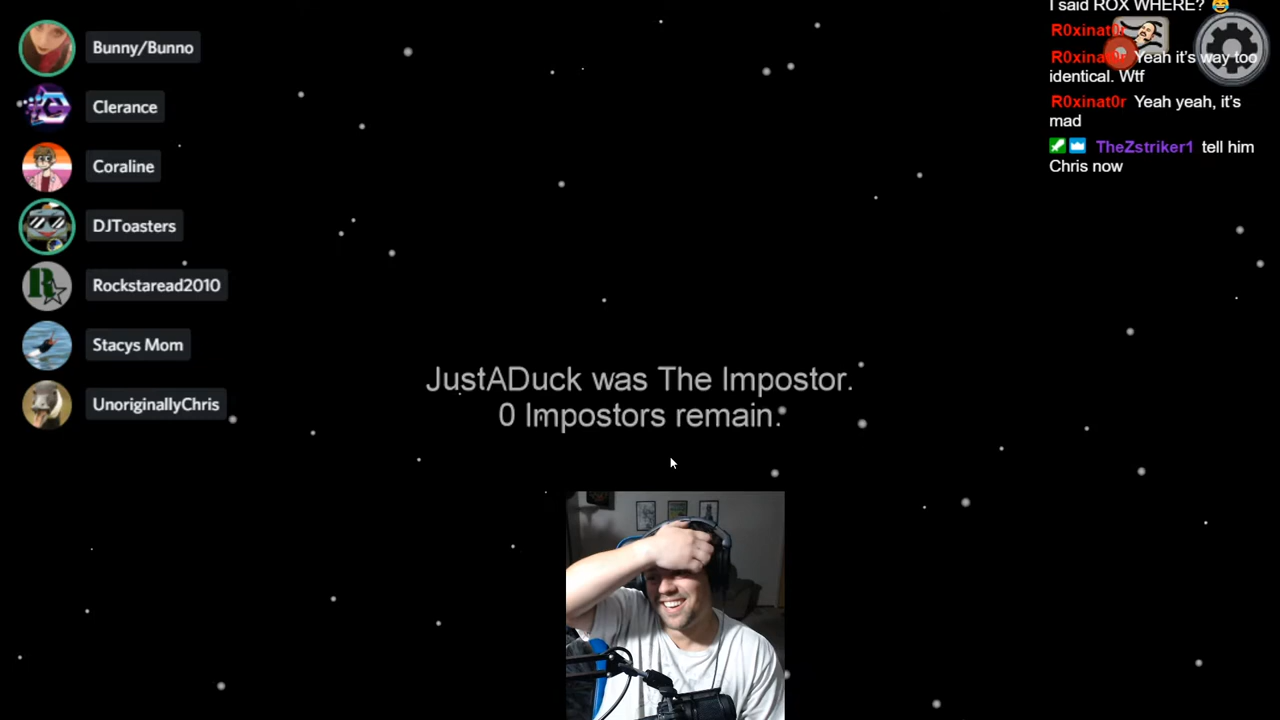 Bunny/Bunno
Clerance
Coraline
DJToasters
Rockstaread2010
Stacys Mom
UnoriginallyChris
JustADuck was The Impostor.
0 Impostors remain.
I said ROX WHERE? 😂
R0xinat0r
R0xinat0r Yeah it's way too
identical. Wtf
R0xinat0r Yeah yeah, it's
mad
TheZstriker1 tell him
Chris now